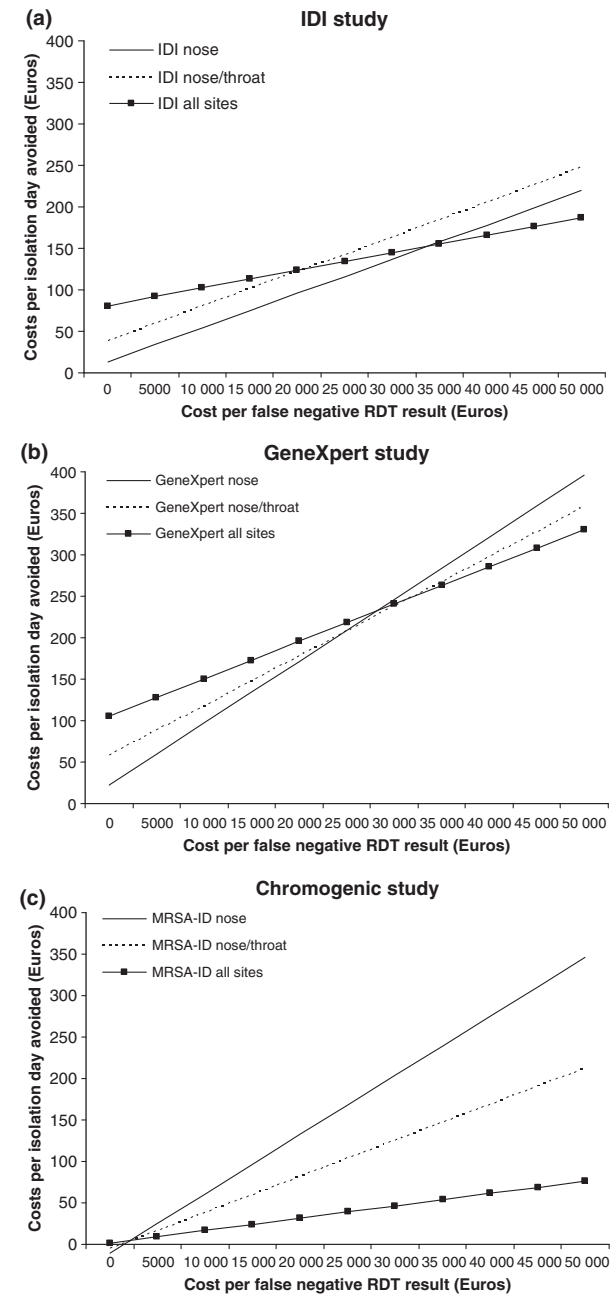 (a)
IDI study
Costs per isolation day avoided (Euros)
400
350
300
250
200
150
100
50
0
IDI nose
IDI nose/throat
IDI all sites
0 5000 10 000 15 000 20 000 25 000 30 000 35 000 40 000 45 000 50 000
Cost per false negative RDT result (Euros)
(b)
GeneXpert study
Costs per isolation day avoided (Euros)
400
350
300
250
200
150
100
50
0
GeneXpert nose
GeneXpert nose/throat
GeneXpert all sites
0 5000 10 000 15 000 20 000 25 000 30 000 35 000 40 000 45 000 50 000
Cost per false negative RDT result (Euros)
(c)
Chromogenic study
Costs per isolation day avoided (Euros)
400
350
300
250
200
150
100
50
0
MRSA-ID nose
MRSA-ID nose/throat
MRSA-ID all sites
0 5000 10 000 15 000 20 000 25 000 30 000 35 000 40 000 45 000 50 000
Cost per false negative RDT result (Euros)